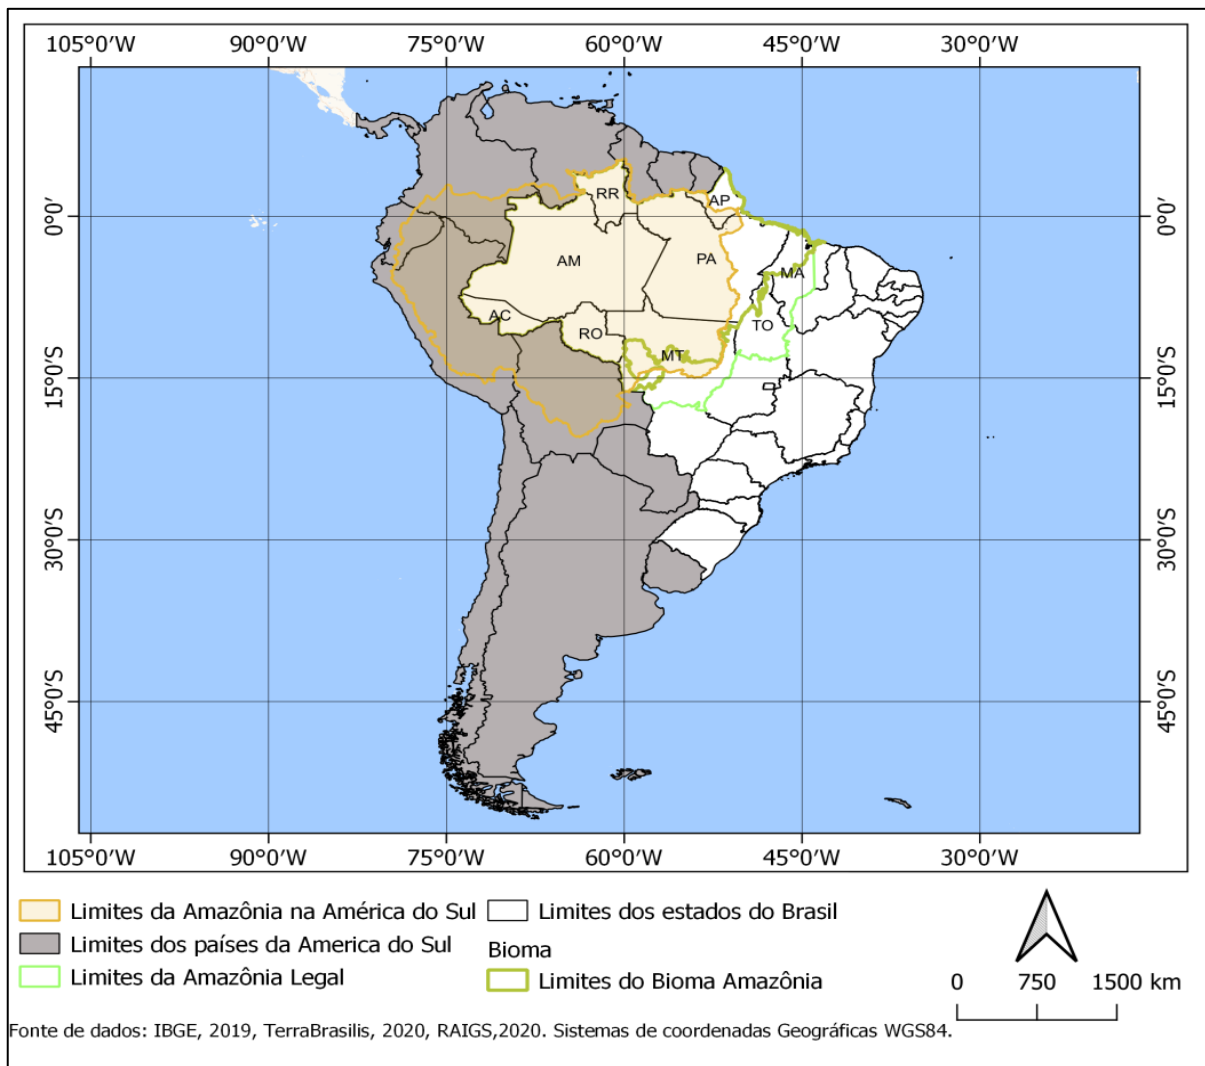 105°0′W 90°0′W 75°0′W 60°0′W 45°0′W 30°0′W
0°0′ 0°0′
15°0′S 15°0′S
30°0′S 30°0′S
45°0′S 45°0′S
RR
AP
AM
PA
MA
AC
RO
TO
MT
105°0′W 90°0′W 75°0′W 60°0′W 45°0′W 30°0′W
Limites da Amazônia na América do Sul
Limites dos países da America do Sul
Limites da Amazônia Legal
Limites dos estados do Brasil
Bioma
Limites do Bioma Amazônia
0 750 1500 km
Fonte de dados: IBGE, 2019, TerraBrasilis, 2020, RAIGS,2020. Sistemas de coordenadas Geográficas WGS84.